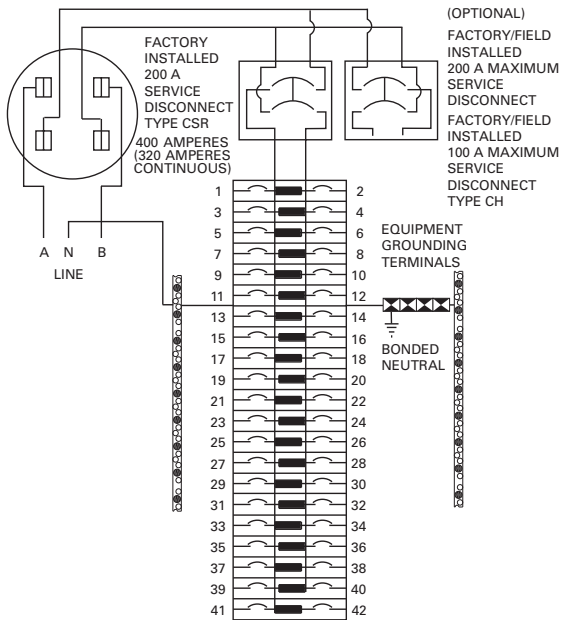 FACTORY
INSTALLED
200 A
SERVICE
DISCONNECT
TYPE CSR
400 AMPERES
(320 AMPERES
CONTINUOUS)
(OPTIONAL)
FACTORY/FIELD
INSTALLED
200 A MAXIMUM
SERVICE
DISCONNECT
FACTORY/FIELD
INSTALLED
100 A MAXIMUM
SERVICE
DISCONNECT
TYPE CH
A N B
LINE
1 2
3 4
5 6
7 8
9 10
11 12
13 14
15 16
17 18
19 20
21 22
23 24
25 26
27 28
29 30
31 32
33 34
35 36
37 38
39 40
41 42
EQUIPMENT
GROUNDING
TERMINALS
BONDED
NEUTRAL